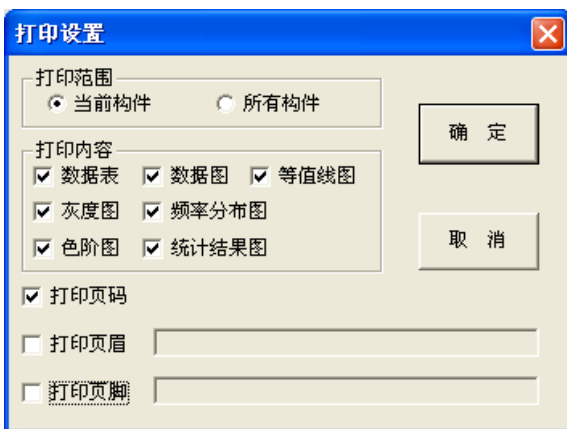 打印设置
打印范围
当前构件 所有构件
确 定
打印内容
数据表 数据图 等值线图
灰度图 频率分布图
色阶图 统计结果图
取 消
打印页码
打印页眉
打印页脚